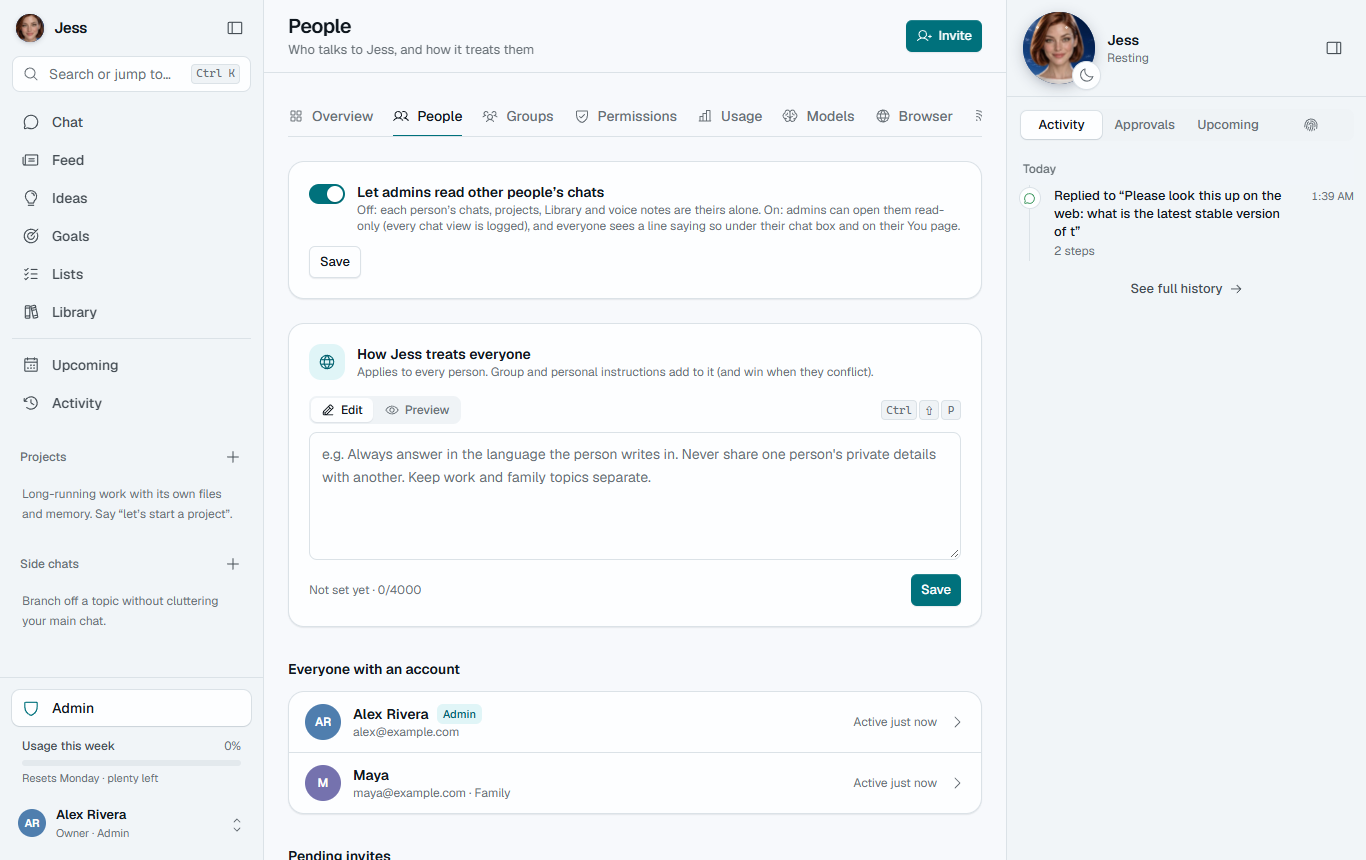 Jess
Search or jump to...
Ctrl K
Chat
Feed
Ideas
Goals
Lists
Library
Upcoming
Activity
Projects
Long-running work with its own files
and memory. Say “let’s start a project”.
Side chats
Branch off a topic without cluttering
your main chat.
Admin
Usage this week 0%
Resets Monday · plenty left
AR
Alex Rivera
Owner · Admin
People
Who talks to Jess, and how it treats them
Invite
Overview
People
Groups
Permissions
Usage
Models
Browser
Let admins read other people’s chats
Off: each person’s chats, projects, Library and voice notes are theirs alone. On: admins can open them read-
only (every chat view is logged), and everyone sees a line saying so under their chat box and on their You page.
Save
How Jess treats everyone
Applies to every person. Group and personal instructions add to it (and win when they conflict).
Edit
Preview
Ctrl ⇧ P
e.g. Always answer in the language the person writes in. Never share one person's private details
with another. Keep work and family topics separate.
Not set yet · 0/4000
Save
Everyone with an account
AR
Alex Rivera Admin
alex@example.com
Active just now
M
Maya
maya@example.com · Family
Active just now
Pending invites
Jess
Resting
Activity
Approvals
Upcoming
Today
Replied to “Please look this up on the
web: what is the latest stable version
of t”
1:39 AM
2 steps
See full history →